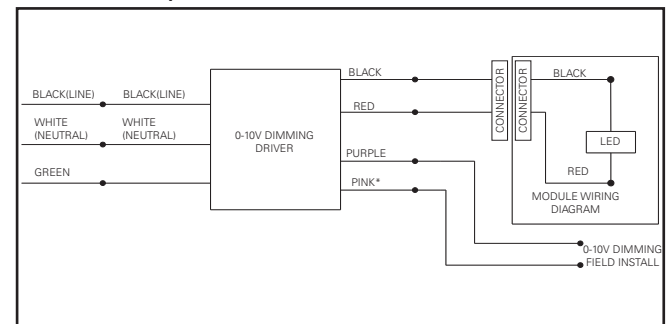 BLACK(LINE)
BLACK(LINE)
WHITE
(NEUTRAL)
WHITE
(NEUTRAL)
GREEN
0-10V DIMMING
DRIVER
BLACK
RED
PURPLE
PINK*
CONNECTOR
CONNECTOR
BLACK
LED
RED
MODULE WIRING
DIAGRAM
0-10V DIMMING
FIELD INSTALL